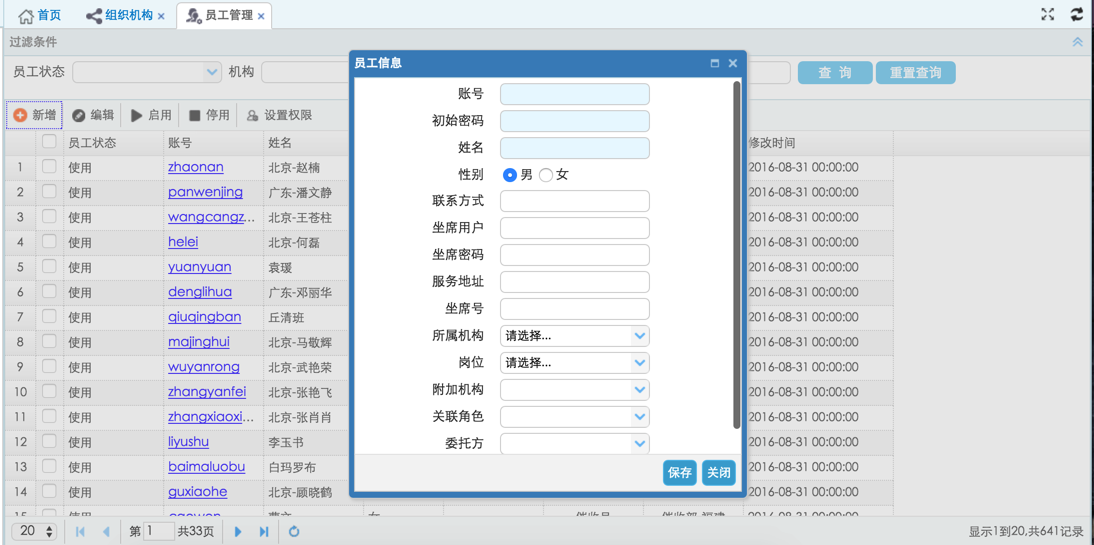 首页 组织机构 员工管理
过滤条件
员工状态 机构 查 询 重置查询
新增 编辑 启用 停用 设置权限
员工状态 账号 姓名 修改时间
1 使用 zhaonan 北京-赵楠 2016-08-31 00:00:00
2 使用 panwenjing 广东-潘文静 2016-08-31 00:00:00
3 使用 wangcangz... 北京-王苍柱 2016-08-31 00:00:00
4 使用 helei 北京-何磊 2016-08-31 00:00:00
5 使用 yuanyuan 袁瑗 2016-08-31 00:00:00
6 使用 denglihua 广东-邓丽华 2016-08-31 00:00:00
7 使用 qiuqingban 丘清班 2016-08-31 00:00:00
8 使用 majinghui 北京-马敬辉 2016-08-31 00:00:00
9 使用 wuyanrong 北京-武艳荣 2016-08-31 00:00:00
10 使用 zhangyanfei 北京-张艳飞 2016-08-31 00:00:00
11 使用 zhangxiaoxi... 北京-张肖肖 2016-08-31 00:00:00
12 使用 liyushu 李玉书 2016-08-31 00:00:00
13 使用 baimaluobu 白玛罗布 2016-08-31 00:00:00
14 使用 guxiaohe 北京-顾晓鹤 2016-08-31 00:00:00
15 使用 女 催收员 2016-08-31 00:00:00
员工信息
账号
初始密码
姓名
性别 男 女
联系方式
坐席用户
坐席密码
服务地址
坐席号
所属机构 请选择...
岗位 请选择...
附加机构
关联角色
委托方
保存 关闭
20 第 1 共33页 显示1到20,共641记录